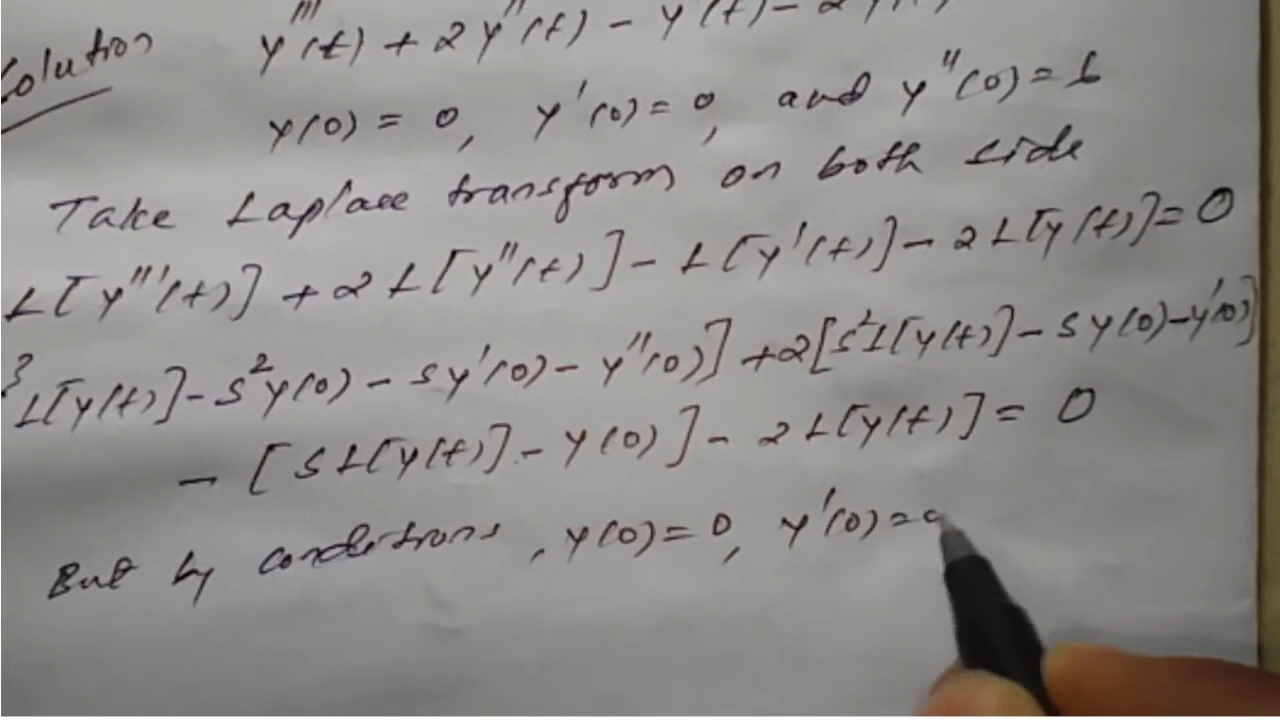 Solution y'''(t) + 2y''(t) - y'(t) - 2y(t)
y(0) = 0, y'(0) = 0, and y''(0) = 6
Take Laplace transform on both side
L[y'''(t)] + 2L[y''(t)] - L[y'(t)] - 2L[y(t)] = 0
3 L[y(t)] - s²y(0) - sy'(0) - y''(0)] + 2[s²L[y(t)] - sy(0) - y'(0)]
- [sL[y(t)] - y(0)] - 2L[y(t)] = 0
But by conditions, y(0) = 0, y'(0) =